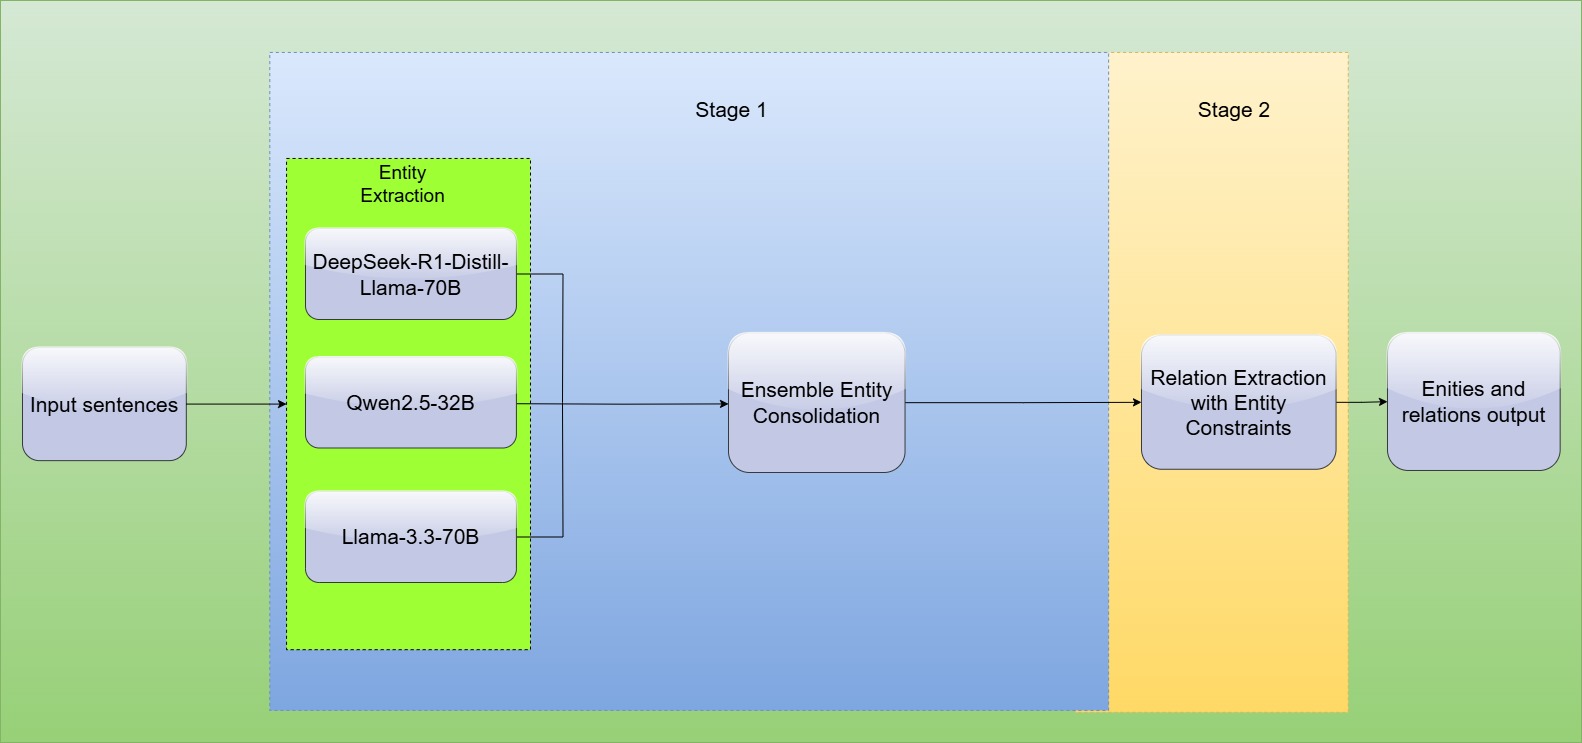 Stage 1
Stage 2
Entity
Extraction
DeepSeek-R1-Distill-
Llama-70B
Qwen2.5-32B
Llama-3.3-70B
Input sentences
Ensemble Entity
Consolidation
Relation Extraction
with Entity
Constraints
Enities and
relations output